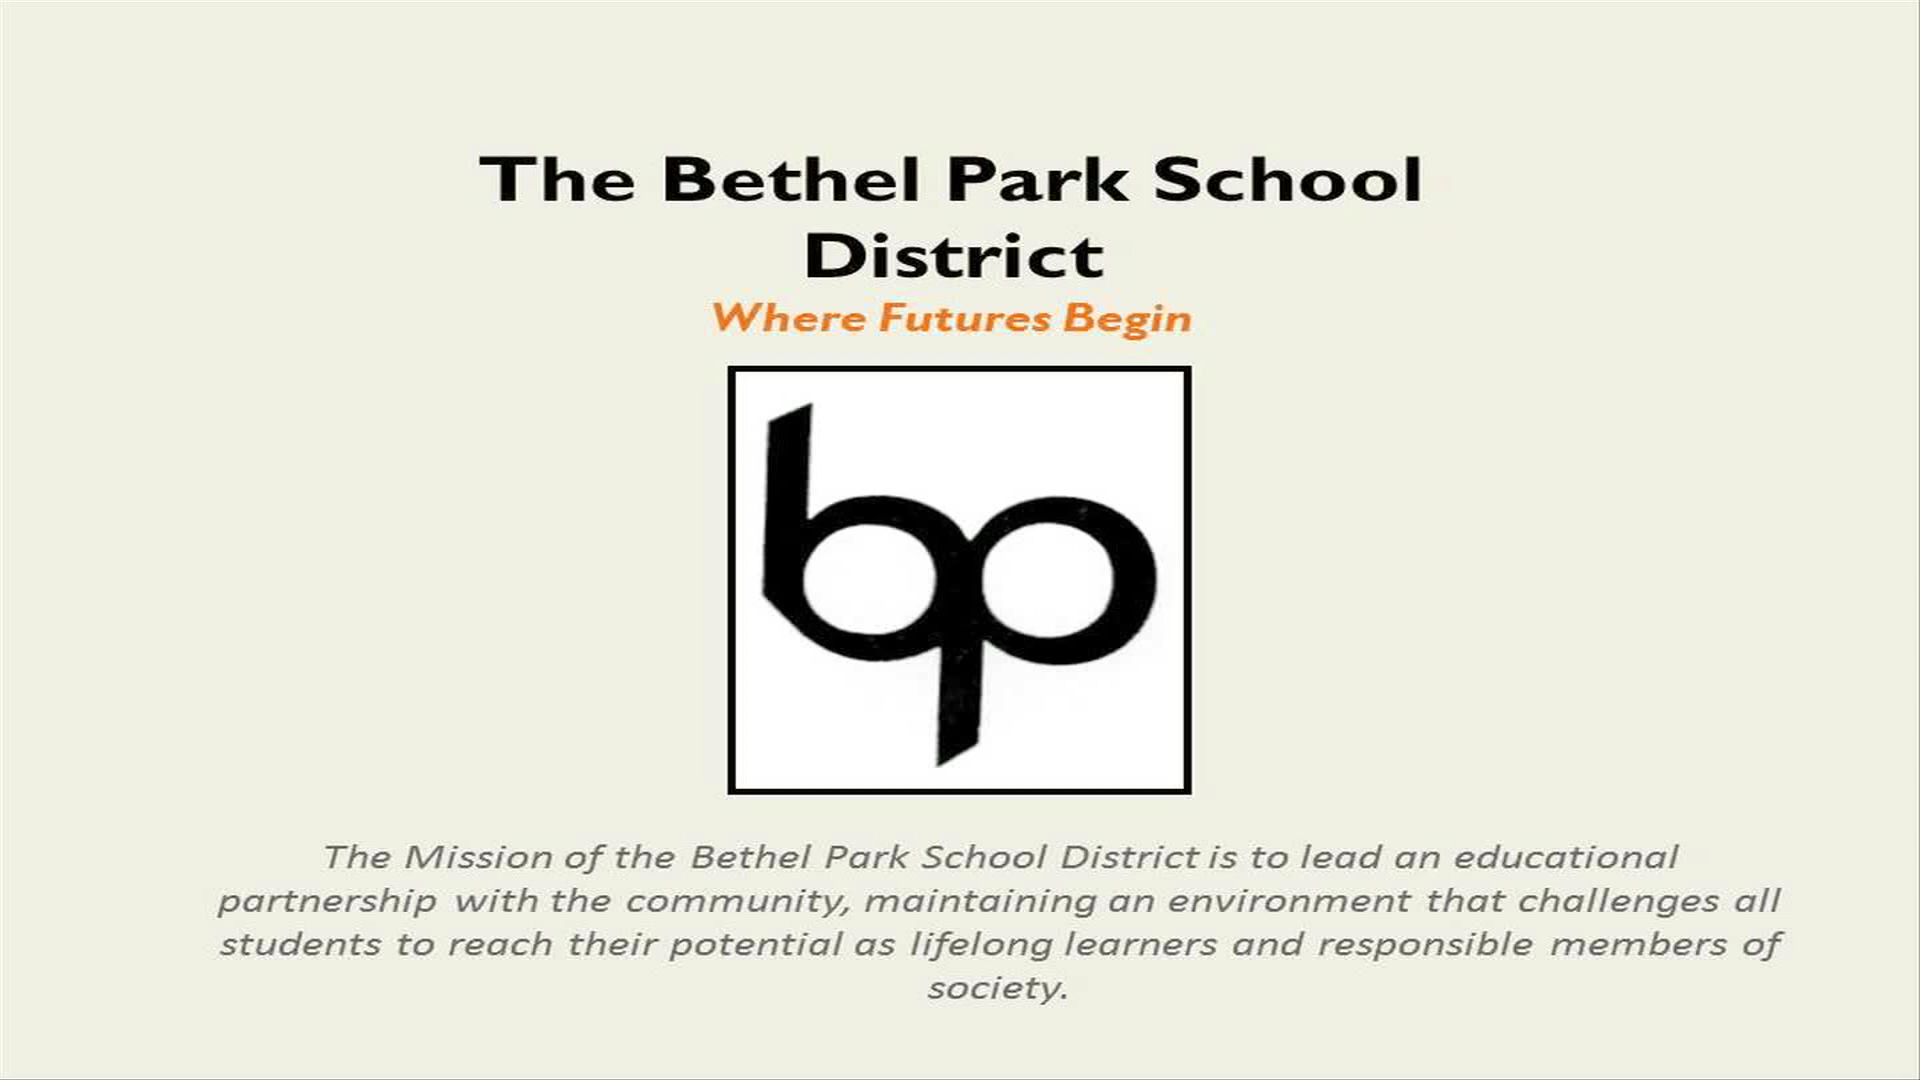 The Bethel Park School
District
Where Futures Begin
bp
The Mission of the Bethel Park School District is to lead an educational
partnership with the community, maintaining an environment that challenges all
students to reach their potential as lifelong learners and responsible members of
society.